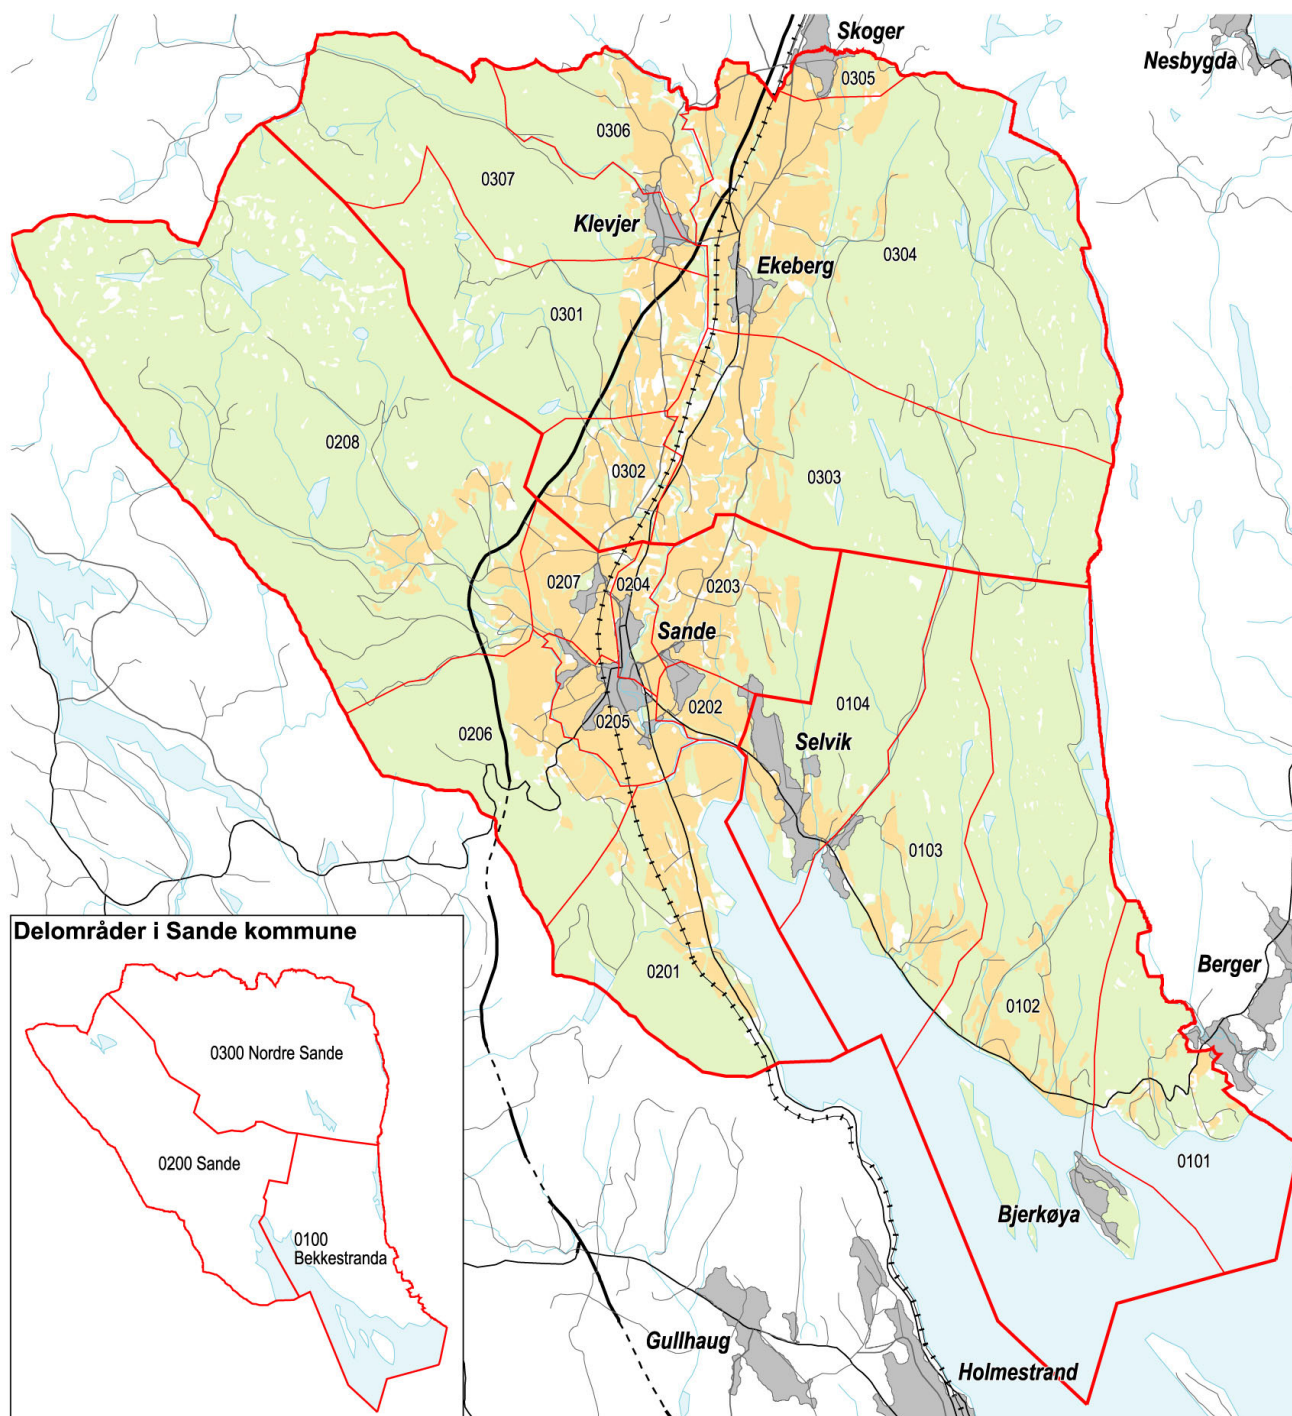 Skoger
Nesbygda
0305
0306
0307
Klevjer
0304
Ekeberg
0301
0208
0302
0303
0207
0204
0203
Sande
0104
0202
0205
0206
Selvik
0103
Delområder i Sande kommune
0201
Berger
0102
0300 Nordre Sande
0200 Sande
0101
Bjerkøya
0100
Bekkestranda
Gullhaug
Holmestrand